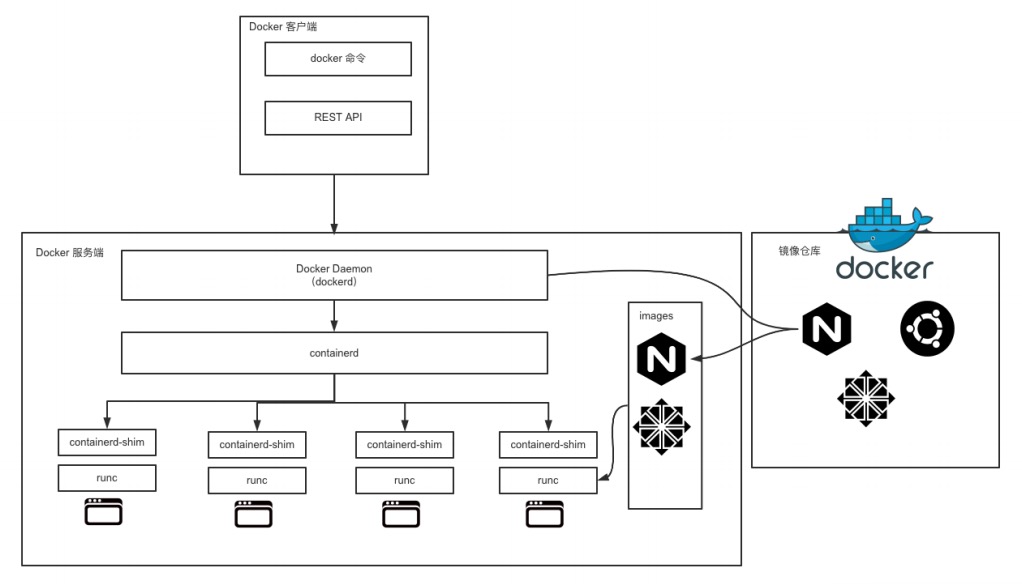 Docker 客户端
docker 命令
REST API
Docker 服务端
Docker Daemon
（dockerd）
containerd
containerd-shim
containerd-shim
containerd-shim
containerd-shim
runc
runc
runc
runc
images
N
镜像仓库
docker
N